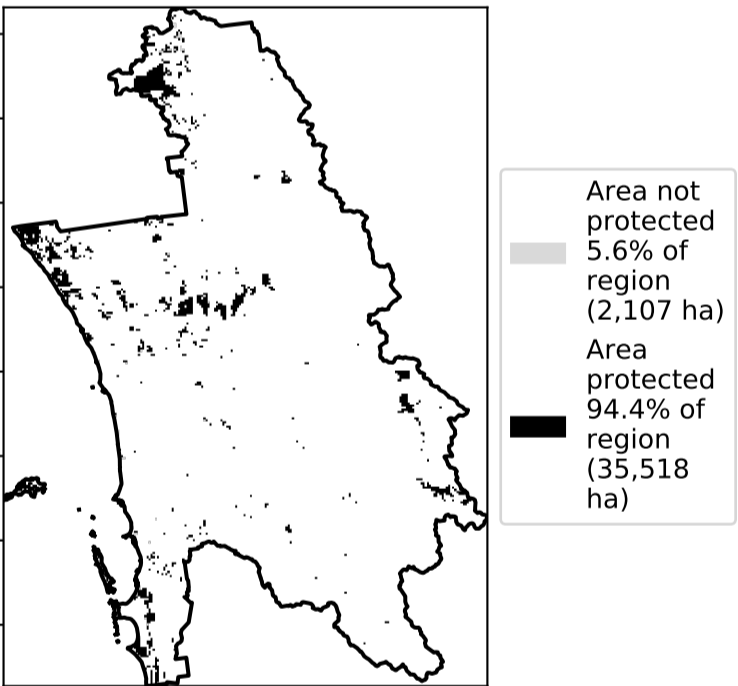 Area not
protected
5.6% of
region
(2,107 ha)
Area
protected
94.4% of
region
(35,518
ha)